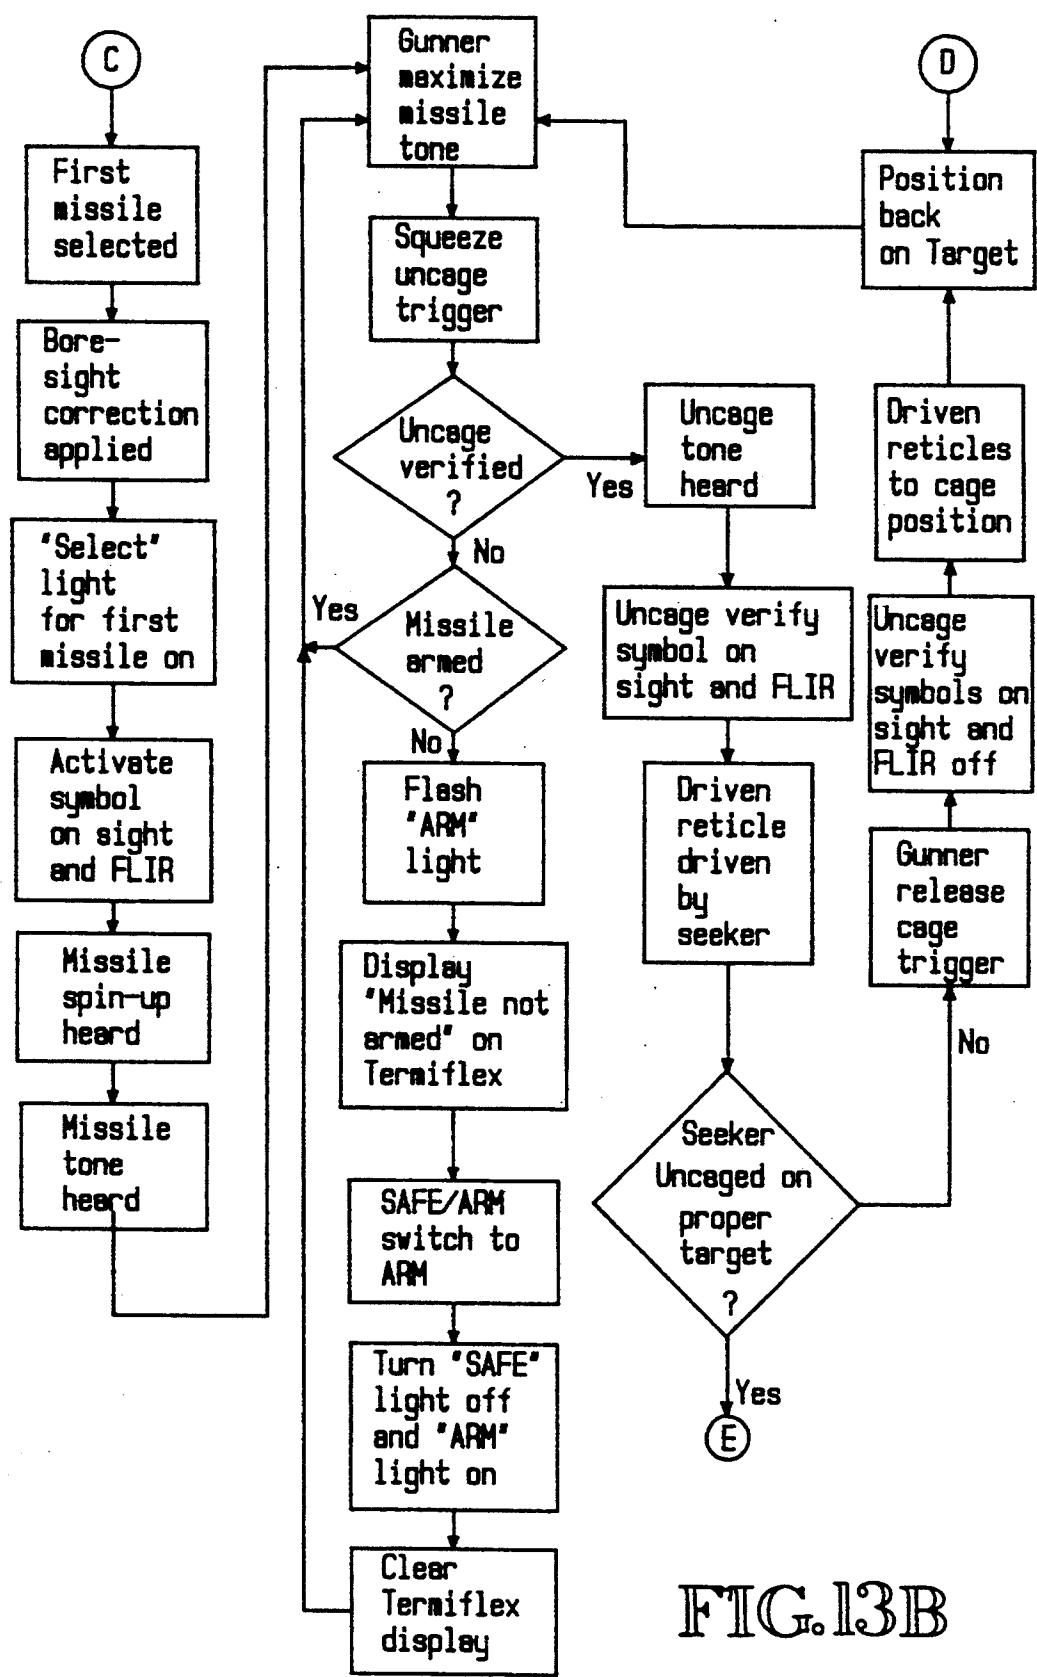 C
First
missile
selected
Bore-
sight
correction
applied
"Select"
light
for first
missile on
Activate
symbol
on sight
and FLIR
Missile
spin-up
heard
Missile
tone
heard
Gunner
maximize
missile
tone
Squeeze
uncage
trigger
Uncage
verified
?
Yes
No
Missile
armed
?
Yes
No
Flash
"ARM"
light
Display
"Missile not
armed" on
Termiflex
SAFE/ARM
switch to
ARM
Turn "SAFE"
light off
and "ARM"
light on
Clear
Termiflex
display
Uncage
tone
heard
Uncage verify
symbol on
sight and FLIR
Driven
reticle
driven
by
seeker
Seeker
Uncaged on
proper
target
?
Yes
E
No
D
Position
back
on Target
Driven
reticles
to cage
position
Uncage
verify
symbols on
sight and
FLIR off
Gunner
release
cage
trigger
FIG.13B